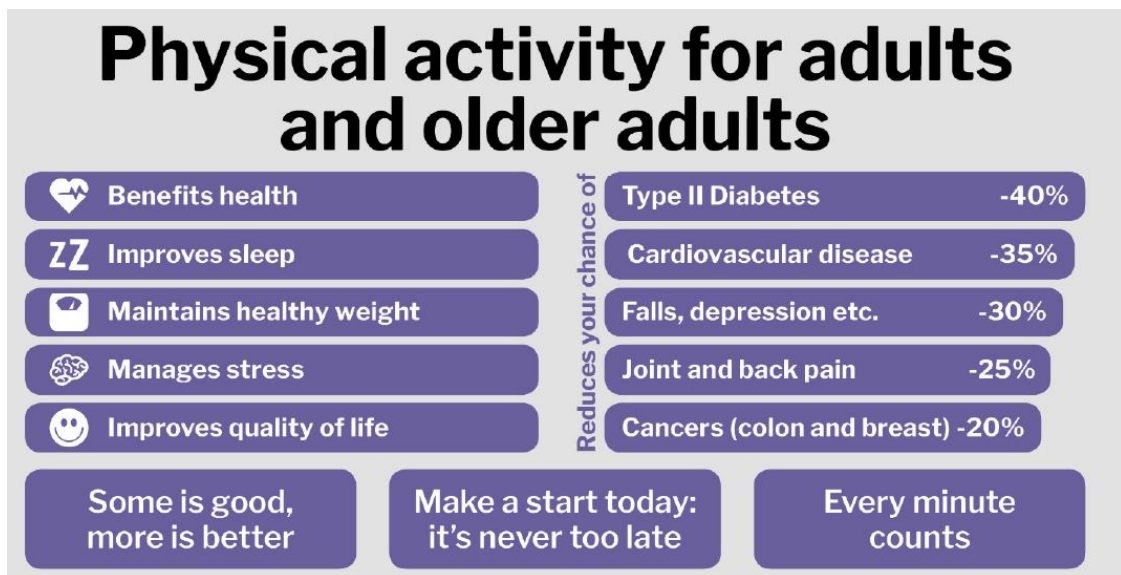 Physical activity for adults
and older adults
Benefits health
ZZ Improves sleep
Maintains healthy weight
Manages stress
Improves quality of life
Reduces your chance of
Type II Diabetes -40%
Cardiovascular disease -35%
Falls, depression etc. -30%
Joint and back pain -25%
Cancers (colon and breast) -20%
Some is good,
more is better
Make a start today:
it’s never too late
Every minute
counts